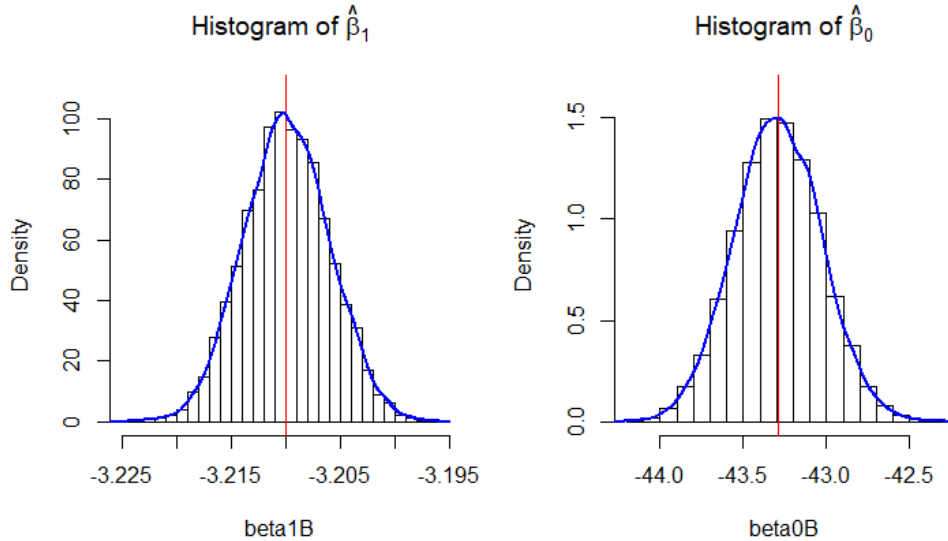 Histogram of β̂₁
Density
0 20 40 60 80 100
-3.225 -3.215 -3.205 -3.195
beta1B
Histogram of β̂₀
Density
0.0 0.5 1.0 1.5
-44.0 -43.5 -43.0 -42.5
beta0B